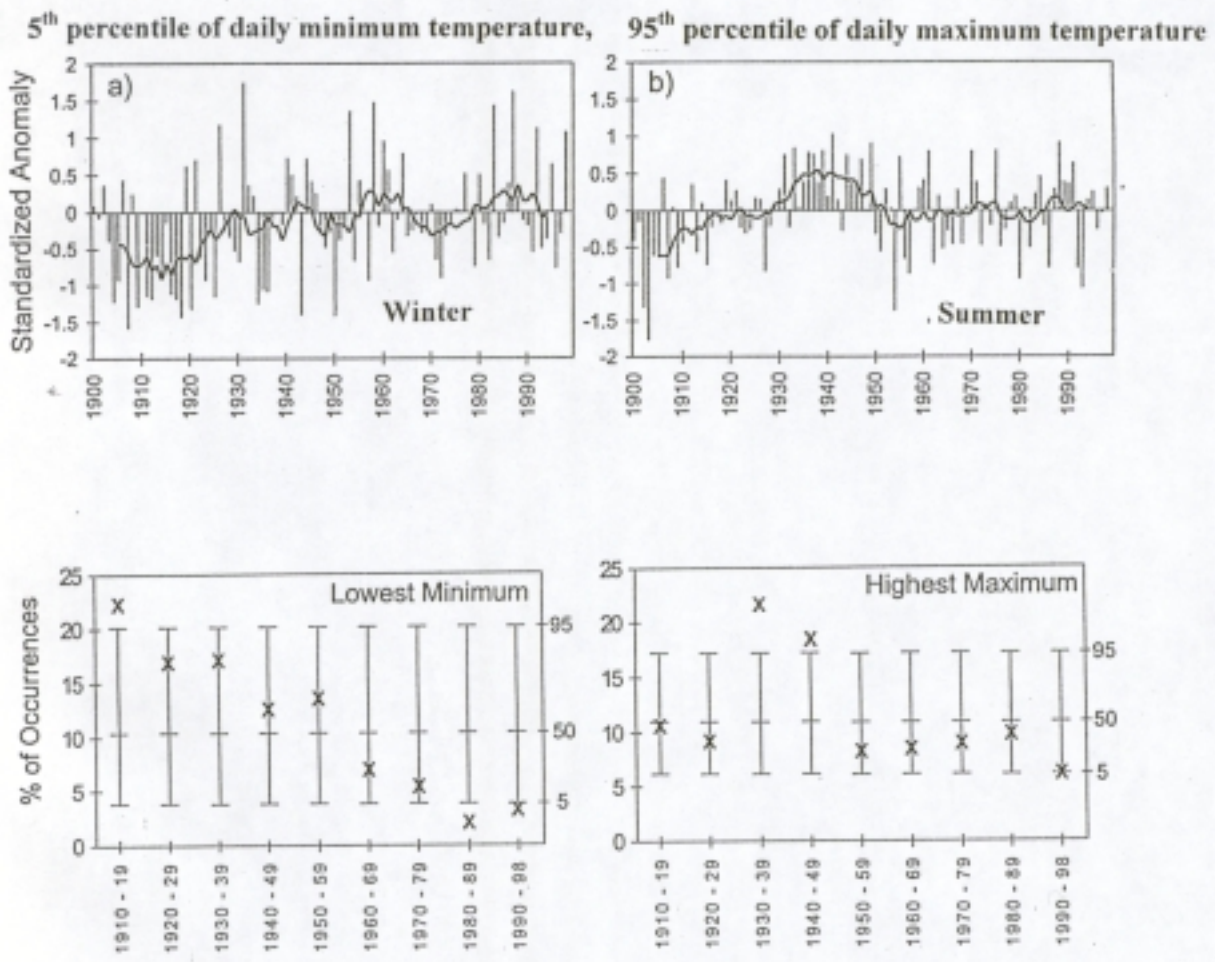 5th percentile of daily minimum temperature, 95th percentile of daily maximum temperature
Standardized Anomaly
2
1.5
1
0.5
0
-0.5
-1
-1.5
-2
a)
Winter
1900
1910
1920
1930
1940
1950
1960
1970
1980
1990
2
1.5
1
0.5
0
-0.5
-1
-1.5
-2
b)
Summer
1900
1910
1920
1930
1940
1950
1960
1970
1980
1990
% of Occurrences
25
20
15
10
5
0
Lowest Minimum
95
50
5
1910 - 19
1920 - 29
1930 - 39
1940 - 49
1950 - 59
1960 - 69
1970 - 79
1980 - 89
1990 - 98
25
20
15
10
5
0
Highest Maximum
95
50
5
1910 - 19
1920 - 29
1930 - 39
1940 - 49
1950 - 59
1960 - 69
1970 - 79
1980 - 89
1990 - 98